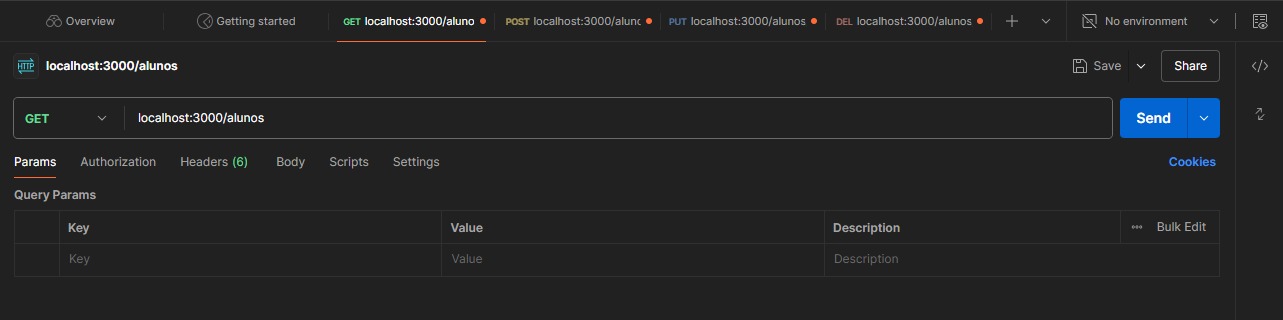 Overview Getting started GET localhost:3000/aluno POST localhost:3000/alunc PUT localhost:3000/alunos DEL localhost:3000/alunos No environment
HTTP localhost:3000/alunos Save Share
GET localhost:3000/alunos Send
Params Authorization Headers (6) Body Scripts Settings Cookies
Query Params
Key Value Description Bulk Edit
Key Value Description